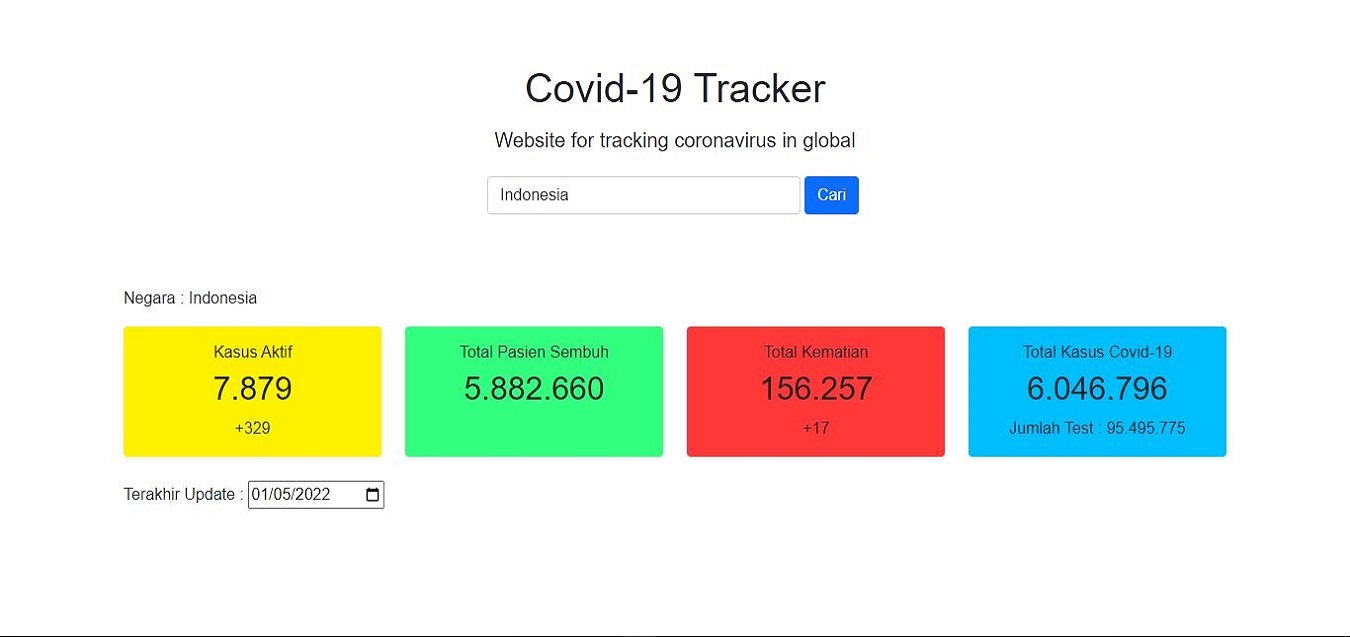 Covid-19 Tracker
Website for tracking coronavirus in global
Indonesia
Cari
Negara : Indonesia
Kasus Aktif
7.879
+329
Total Pasien Sembuh
5.882.660
Total Kematian
156.257
+17
Total Kasus Covid-19
6.046.796
Jumlah Test : 95.495.775
Terakhir Update : 01/05/2022